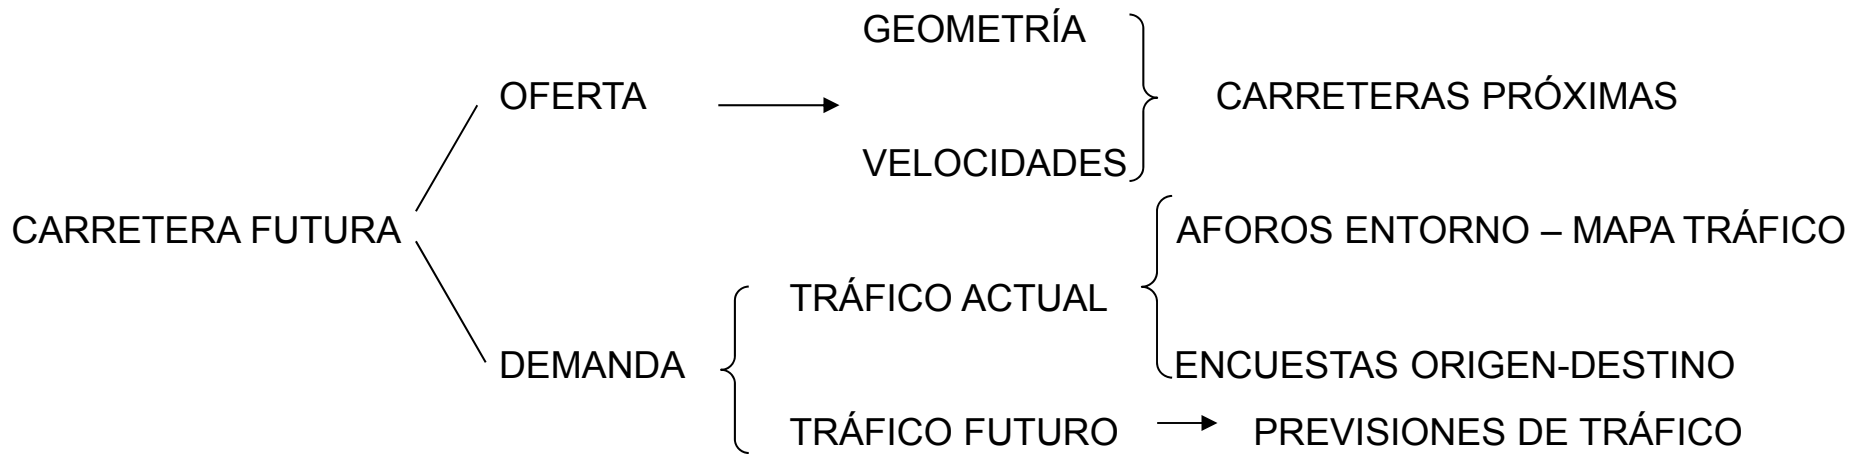 GEOMETRÍA
OFERTA
CARRETERAS PRÓXIMAS
VELOCIDADES
CARRETERA FUTURA
AFOROS ENTORNO – MAPA TRÁFICO
TRÁFICO ACTUAL
DEMANDA
ENCUESTAS ORIGEN-DESTINO
TRÁFICO FUTURO
PREVISIONES DE TRÁFICO